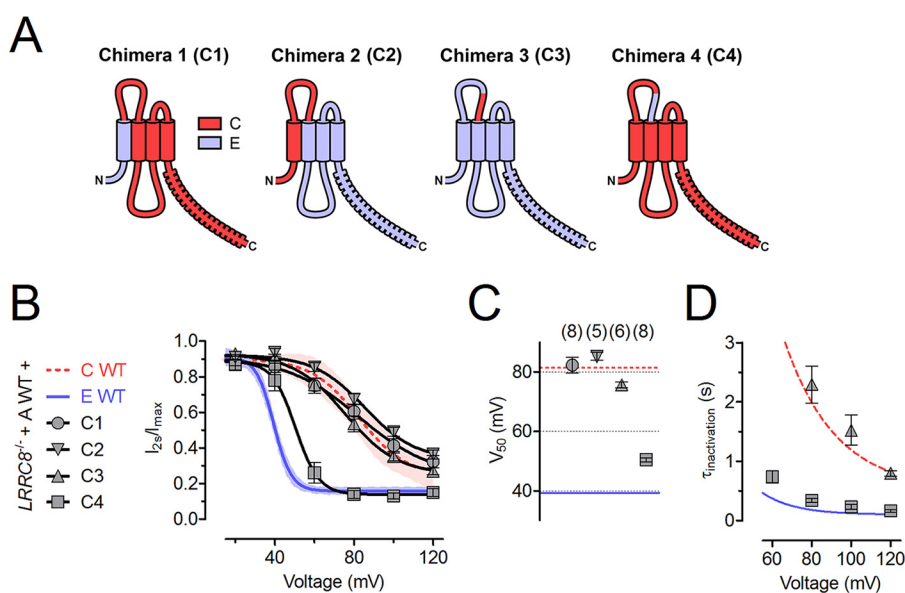 A
Chimera 1 (C1)
Chimera 2 (C2)
Chimera 3 (C3)
Chimera 4 (C4)
C
E
N
C
N
C
N
C
N
C
B
LRRC8-/- + A WT +
C WT
E WT
C1
C2
C3
C4
I2s/Imax
1.0
0.8
0.6
0.4
0.2
0.0
40
80
120
Voltage (mV)
C
(8) (5) (6) (8)
V50 (mV)
80
60
40
D
τinactivation (s)
3
2
1
0
60
80
100
120
Voltage (mV)